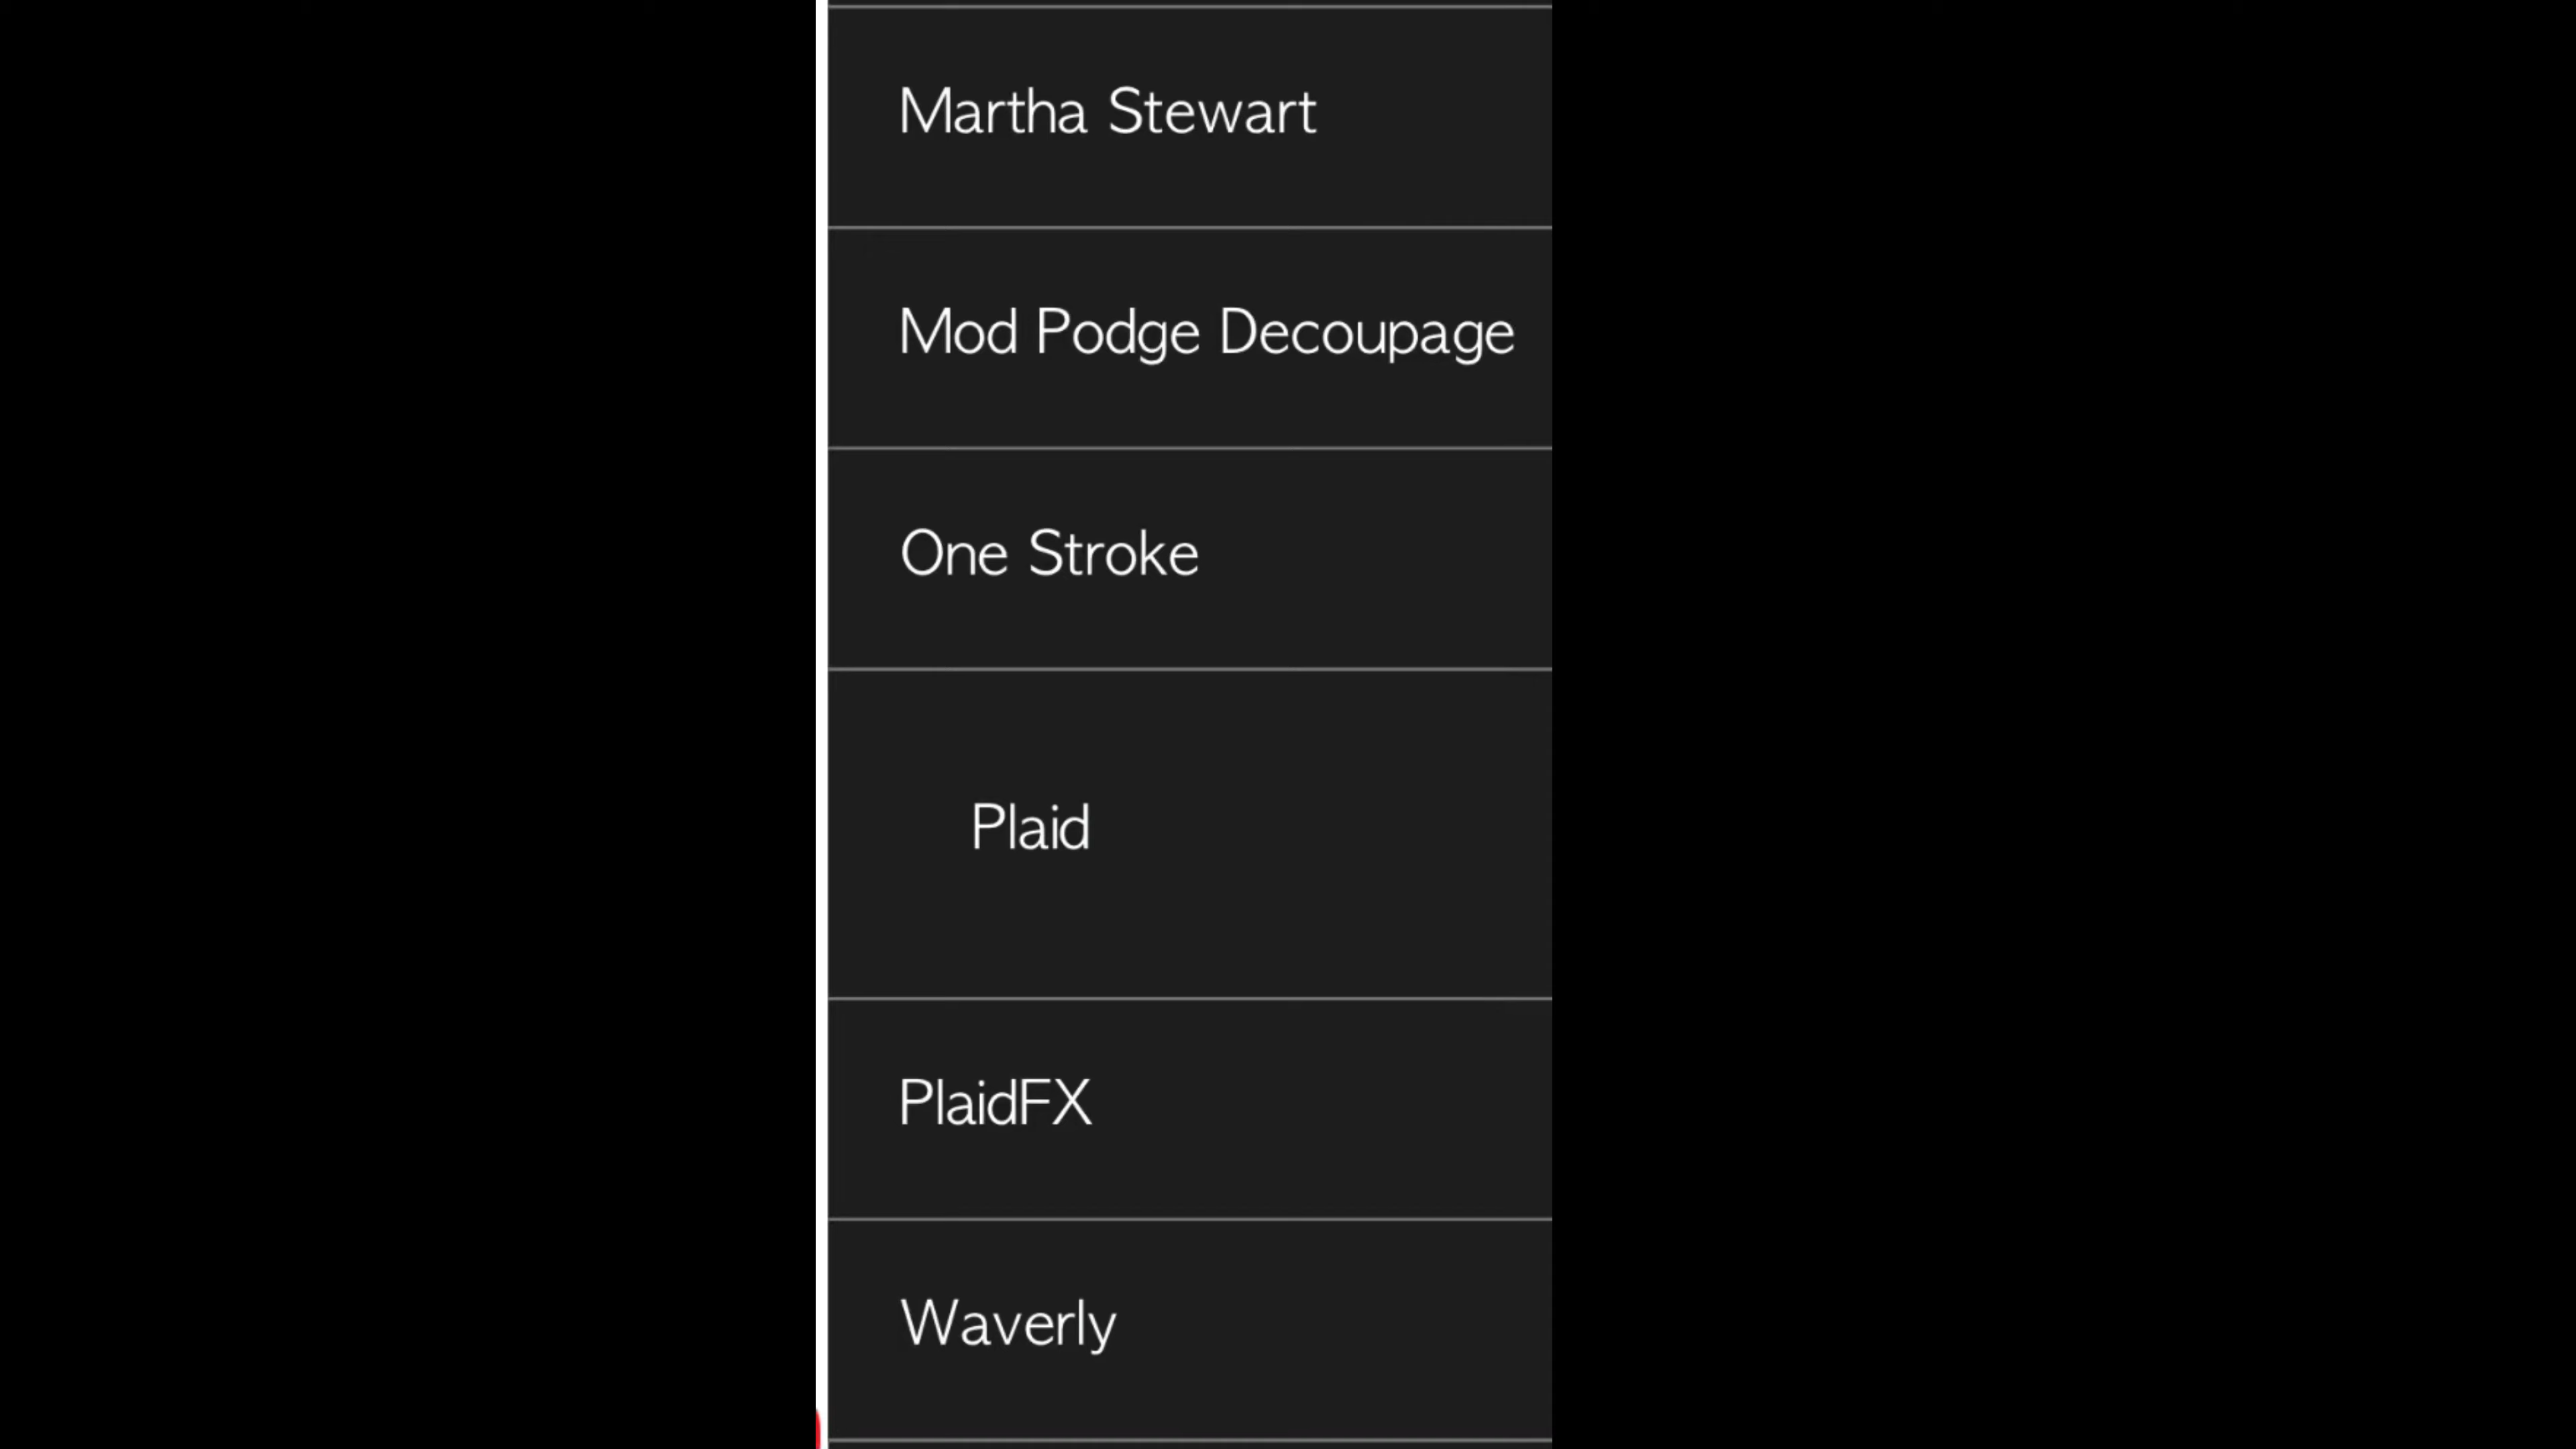 Martha Stewart
Mod Podge Decoupage
One Stroke
Plaid
PlaidFX
Waverly